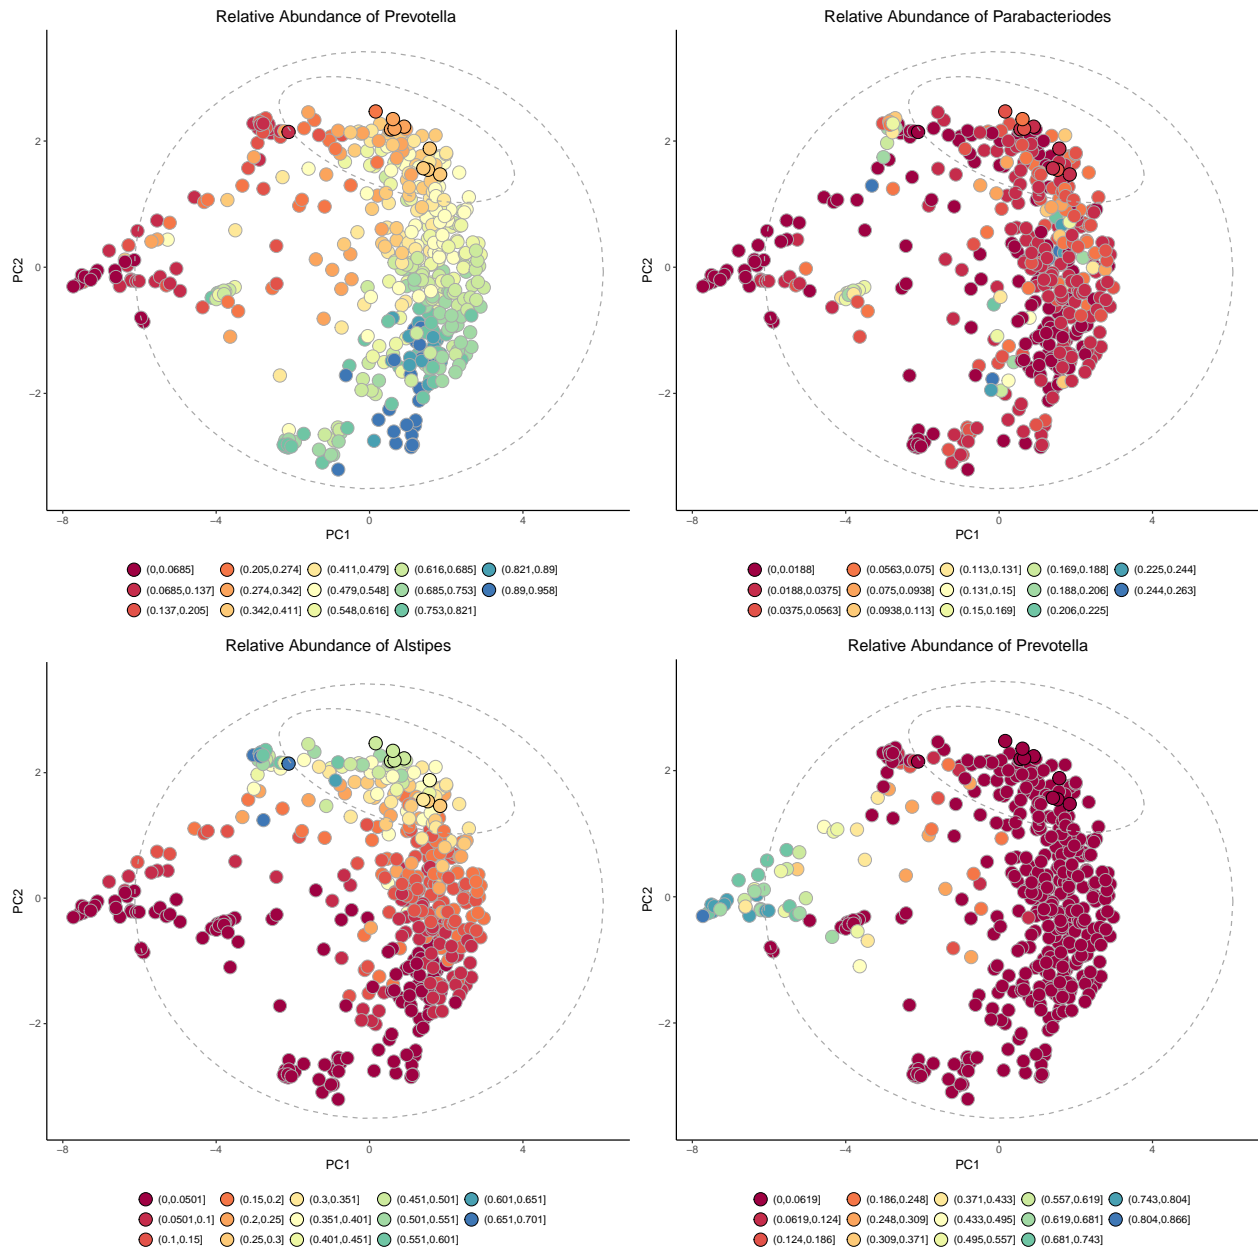 Relative Abundance of Prevotella
2
0
−2
PC2
−8
−4
0
4
PC1
(0,0.0685] (0.205,0.274] (0.411,0.479] (0.616,0.685] (0.821,0.89]
(0.0685,0.137] (0.274,0.342] (0.479,0.548] (0.685,0.753] (0.89,0.958]
(0.137,0.205] (0.342,0.411] (0.548,0.616] (0.753,0.821]
Relative Abundance of Parabacteriodes
2
0
−2
PC2
−8
−4
0
4
PC1
(0,0.0188] (0.0563,0.075] (0.113,0.131] (0.169,0.188] (0.225,0.244]
(0.0188,0.0375] (0.075,0.0938] (0.131,0.15] (0.188,0.206] (0.244,0.263]
(0.0375,0.0563] (0.0938,0.113] (0.15,0.169] (0.206,0.225]
Relative Abundance of Alstipes
2
0
−2
PC2
−8
−4
0
4
PC1
(0,0.0501] (0.15,0.2] (0.3,0.351] (0.451,0.501] (0.601,0.651]
(0.0501,0.1] (0.2,0.25] (0.351,0.401] (0.501,0.551] (0.651,0.701]
(0.1,0.15] (0.25,0.3] (0.401,0.451] (0.551,0.601]
Relative Abundance of Prevotella
2
0
−2
PC2
−8
−4
0
4
PC1
(0,0.0619] (0.186,0.248] (0.371,0.433] (0.557,0.619] (0.743,0.804]
(0.0619,0.124] (0.248,0.309] (0.433,0.495] (0.619,0.681] (0.804,0.866]
(0.124,0.186] (0.309,0.371] (0.495,0.557] (0.681,0.743]